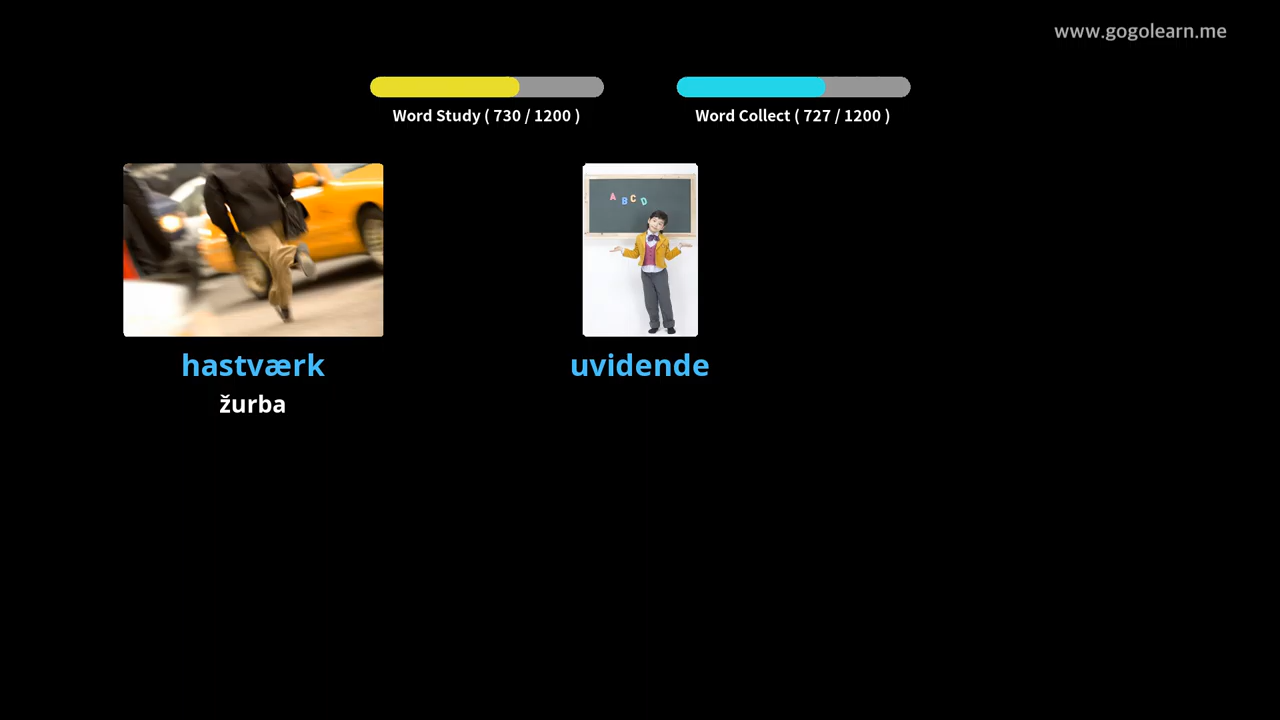 www.gogolearn.me
Word Study ( 730 / 1200 )
Word Collect ( 727 / 1200 )
A B C D
hastværk
uvidende
žurba